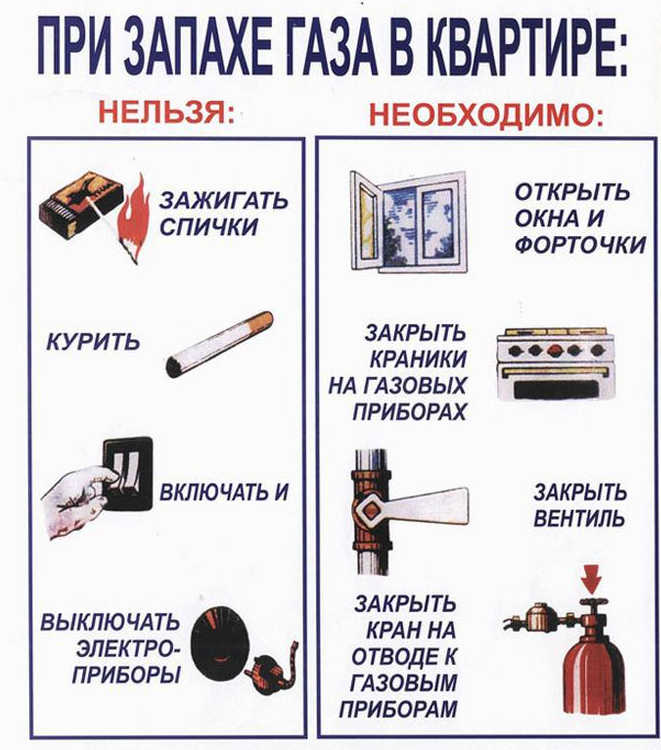 ПРИ ЗАПАХЕ ГАЗА В КВАРТИРЕ:
НЕЛЬЗЯ:
ЗАЖИГАТЬ
СПИЧКИ
КУРИТЬ
ВКЛЮЧАТЬ И
ВЫКЛЮЧАТЬ
ЭЛЕКТРО-
ПРИБОРЫ
НЕОБХОДИМО:
ОТКРЫТЬ
ОКНА И
ФОРТОЧКИ
ЗАКРЫТЬ
КРАНИКИ
НА ГАЗОВЫХ
ПРИБОРАХ
ЗАКРЫТЬ
ВЕНТИЛЬ
ЗАКРЫТЬ
КРАН НА
ОТВОДЕ К
ГАЗОВЫМ
ПРИБОРАМ